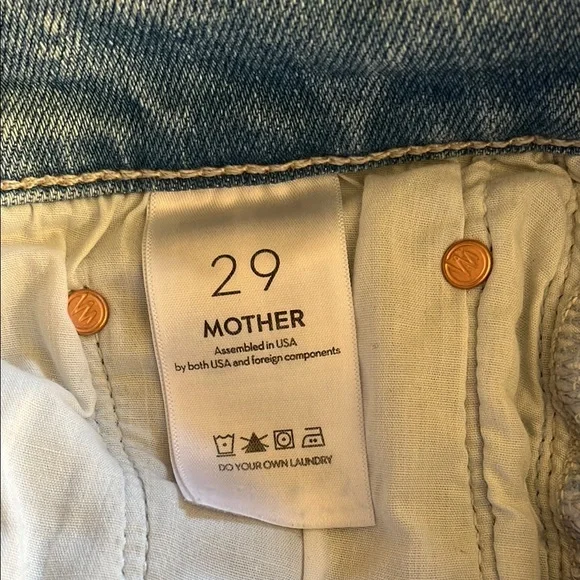 29
MOTHER
Assembled in USA
by both USA and foreign components
DO YOUR OWN LAUNDRY